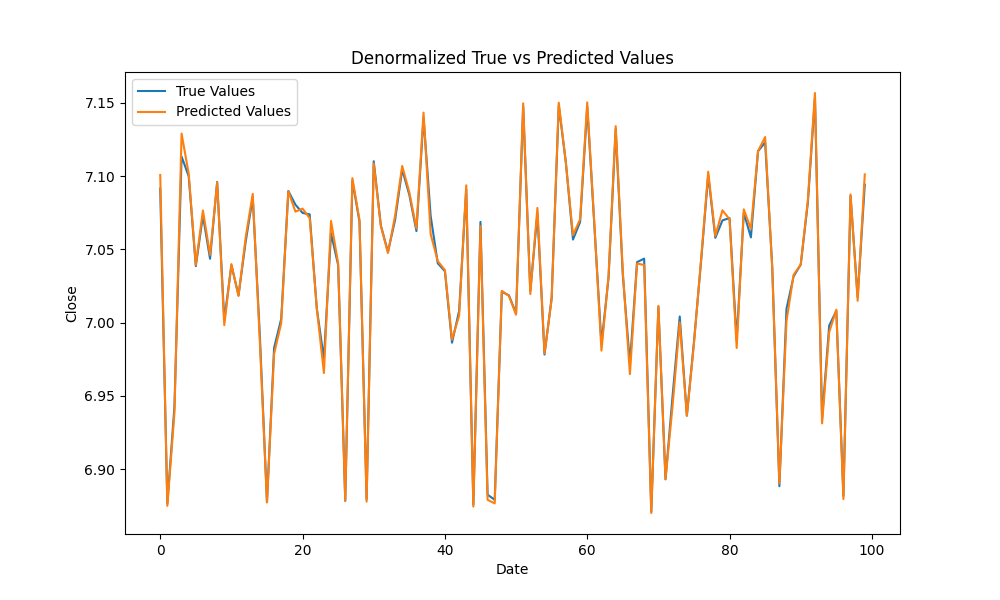 Denormalized True vs Predicted Values
True Values
Predicted Values
7.15
7.10
7.05
7.00
6.95
6.90
Close
0 20 40 60 80 100
Date